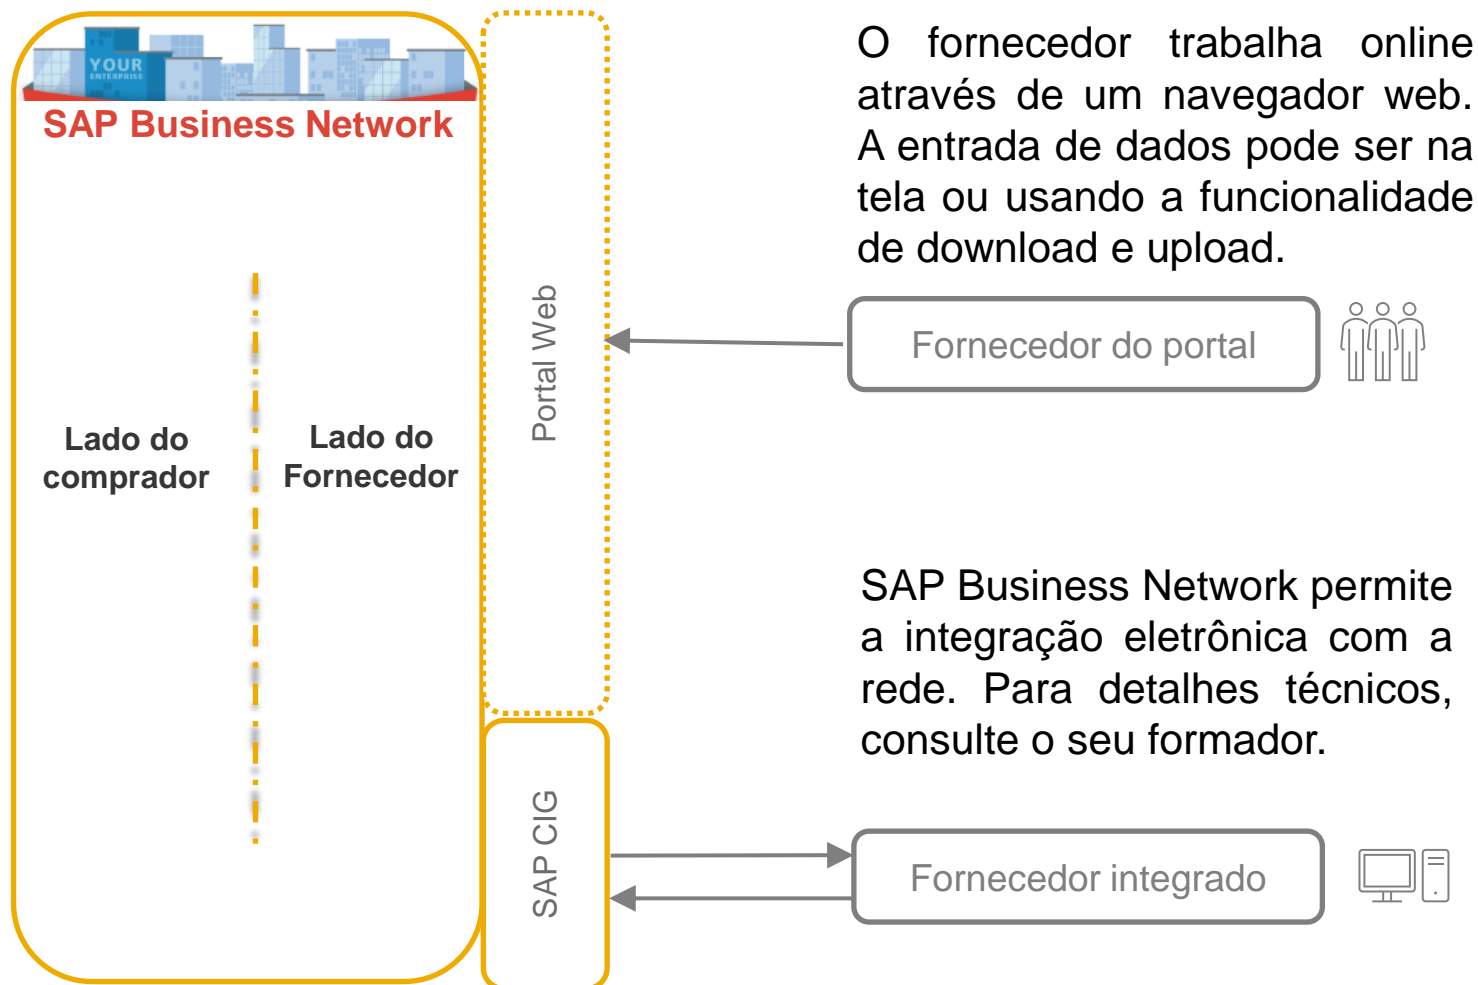 YOUR
ENTERPRISE
SAP Business Network
Lado do
comprador
Lado do
Fornecedor
Portal Web
SAP CIG
O fornecedor trabalha online
através de um navegador web.
A entrada de dados pode ser na
tela ou usando a funcionalidade
de download e upload.
Fornecedor do portal
SAP Business Network permite
a integração eletrônica com a
rede. Para detalhes técnicos,
consulte o seu formador.
Fornecedor integrado